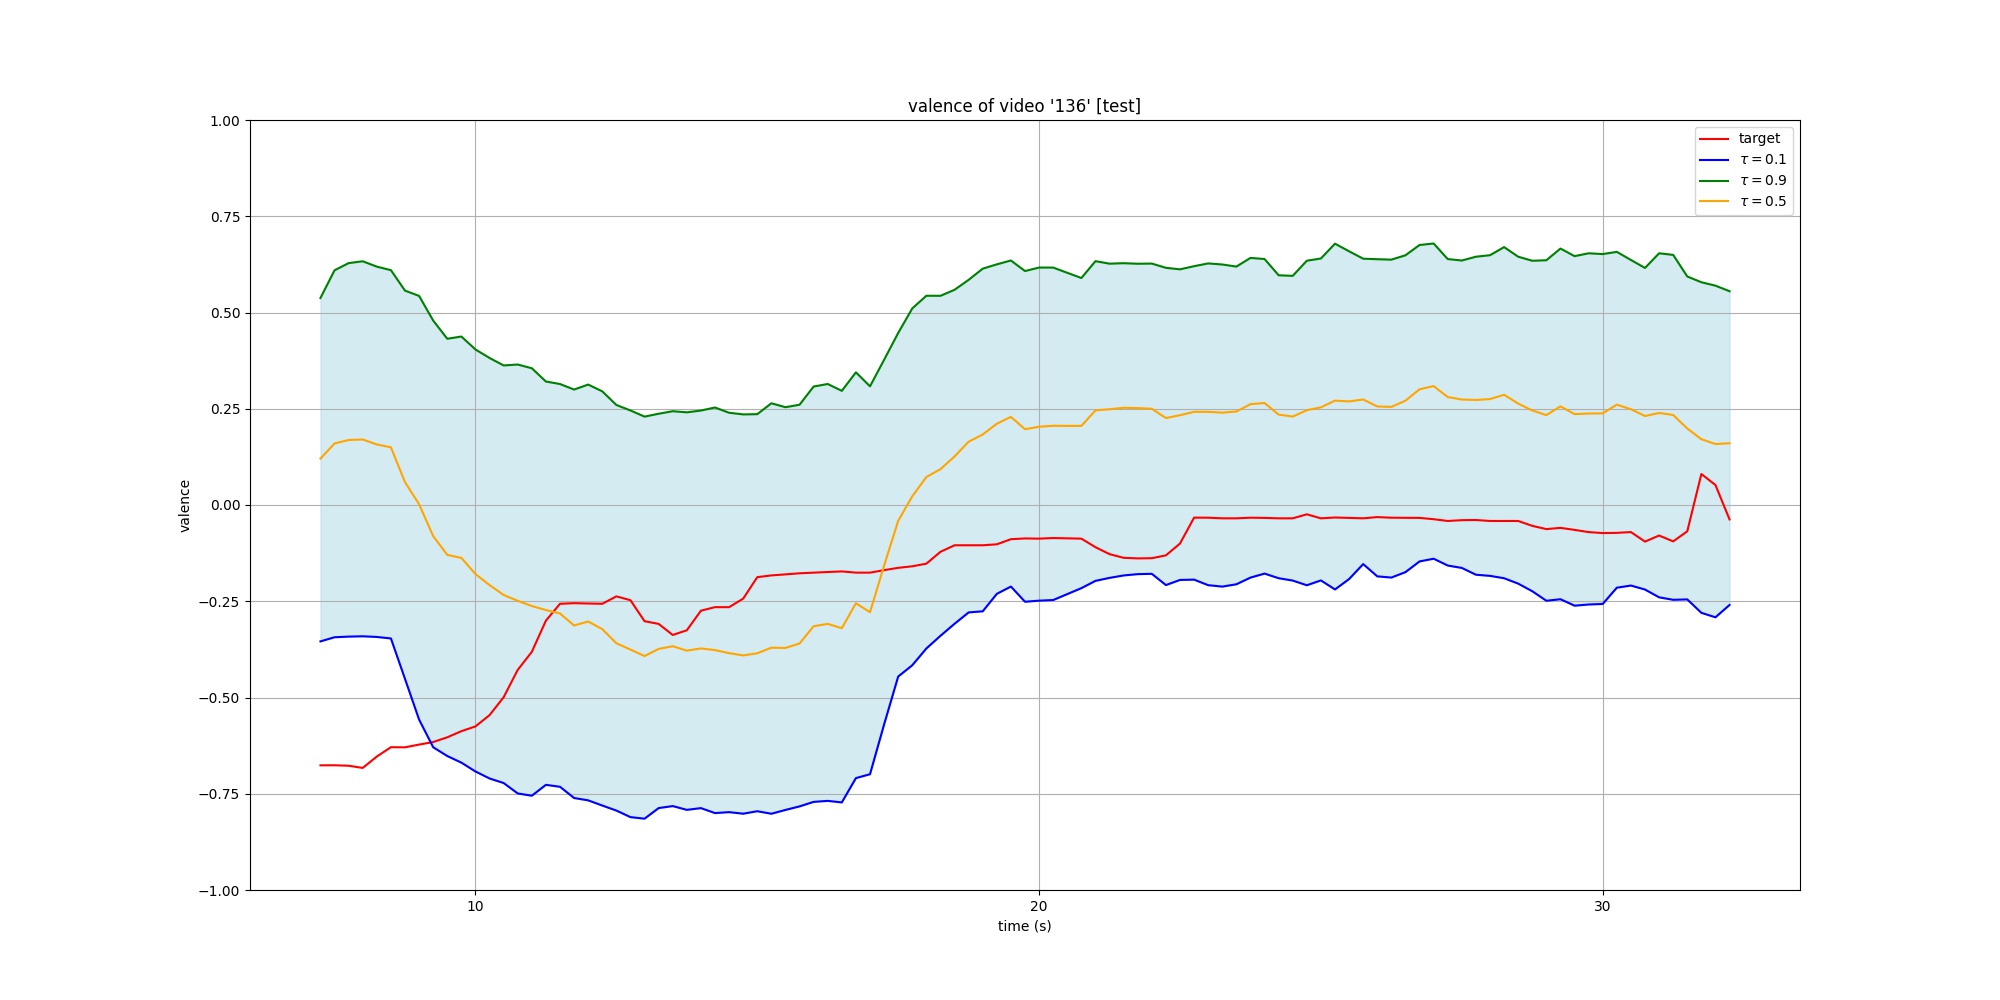 valence of video '136' [test]
target
τ = 0.1
τ = 0.9
τ = 0.5
1.00
0.75
0.50
0.25
0.00
−0.25
−0.50
−0.75
−1.00
valence
10 20 30
time (s)